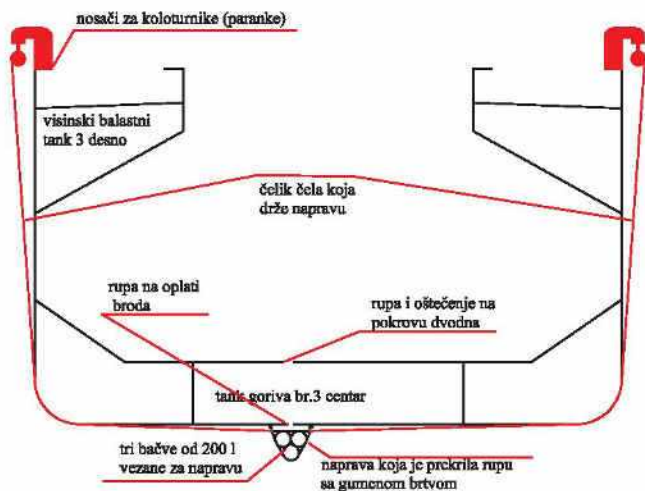 nosači za koloturnike (paranke)
visinski balastni
tank 3 desno
čelik čela koja
drže napravu
rupa na oplati
broda
rupa i oštečenje na
pokrovu dvodna
tank goriva br.3 centar
tri bačve od 200 l
vezane za napravu
naprava koja je prekrila rupu
sa gumenom brtvom